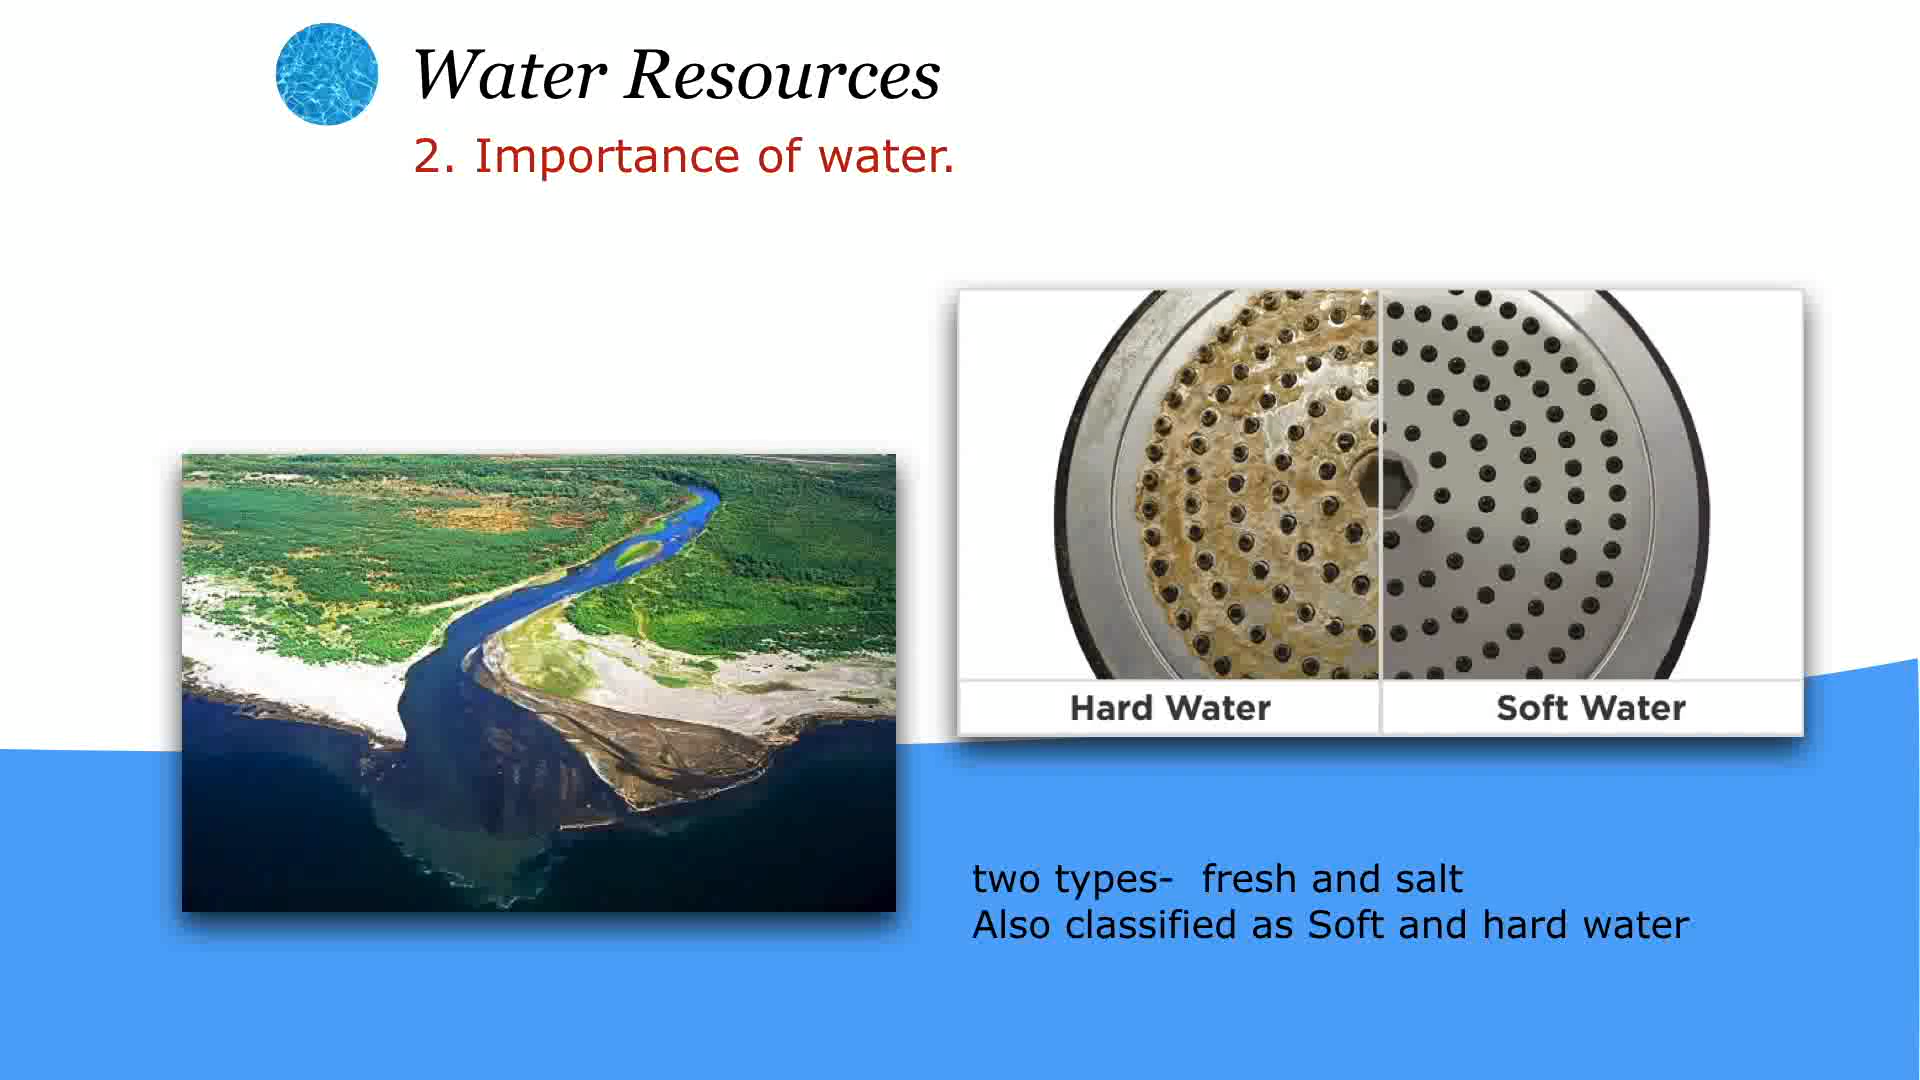 Water Resources
2. Importance of water.
Hard Water
Soft Water
two types-  fresh and salt
Also classified as Soft and hard water